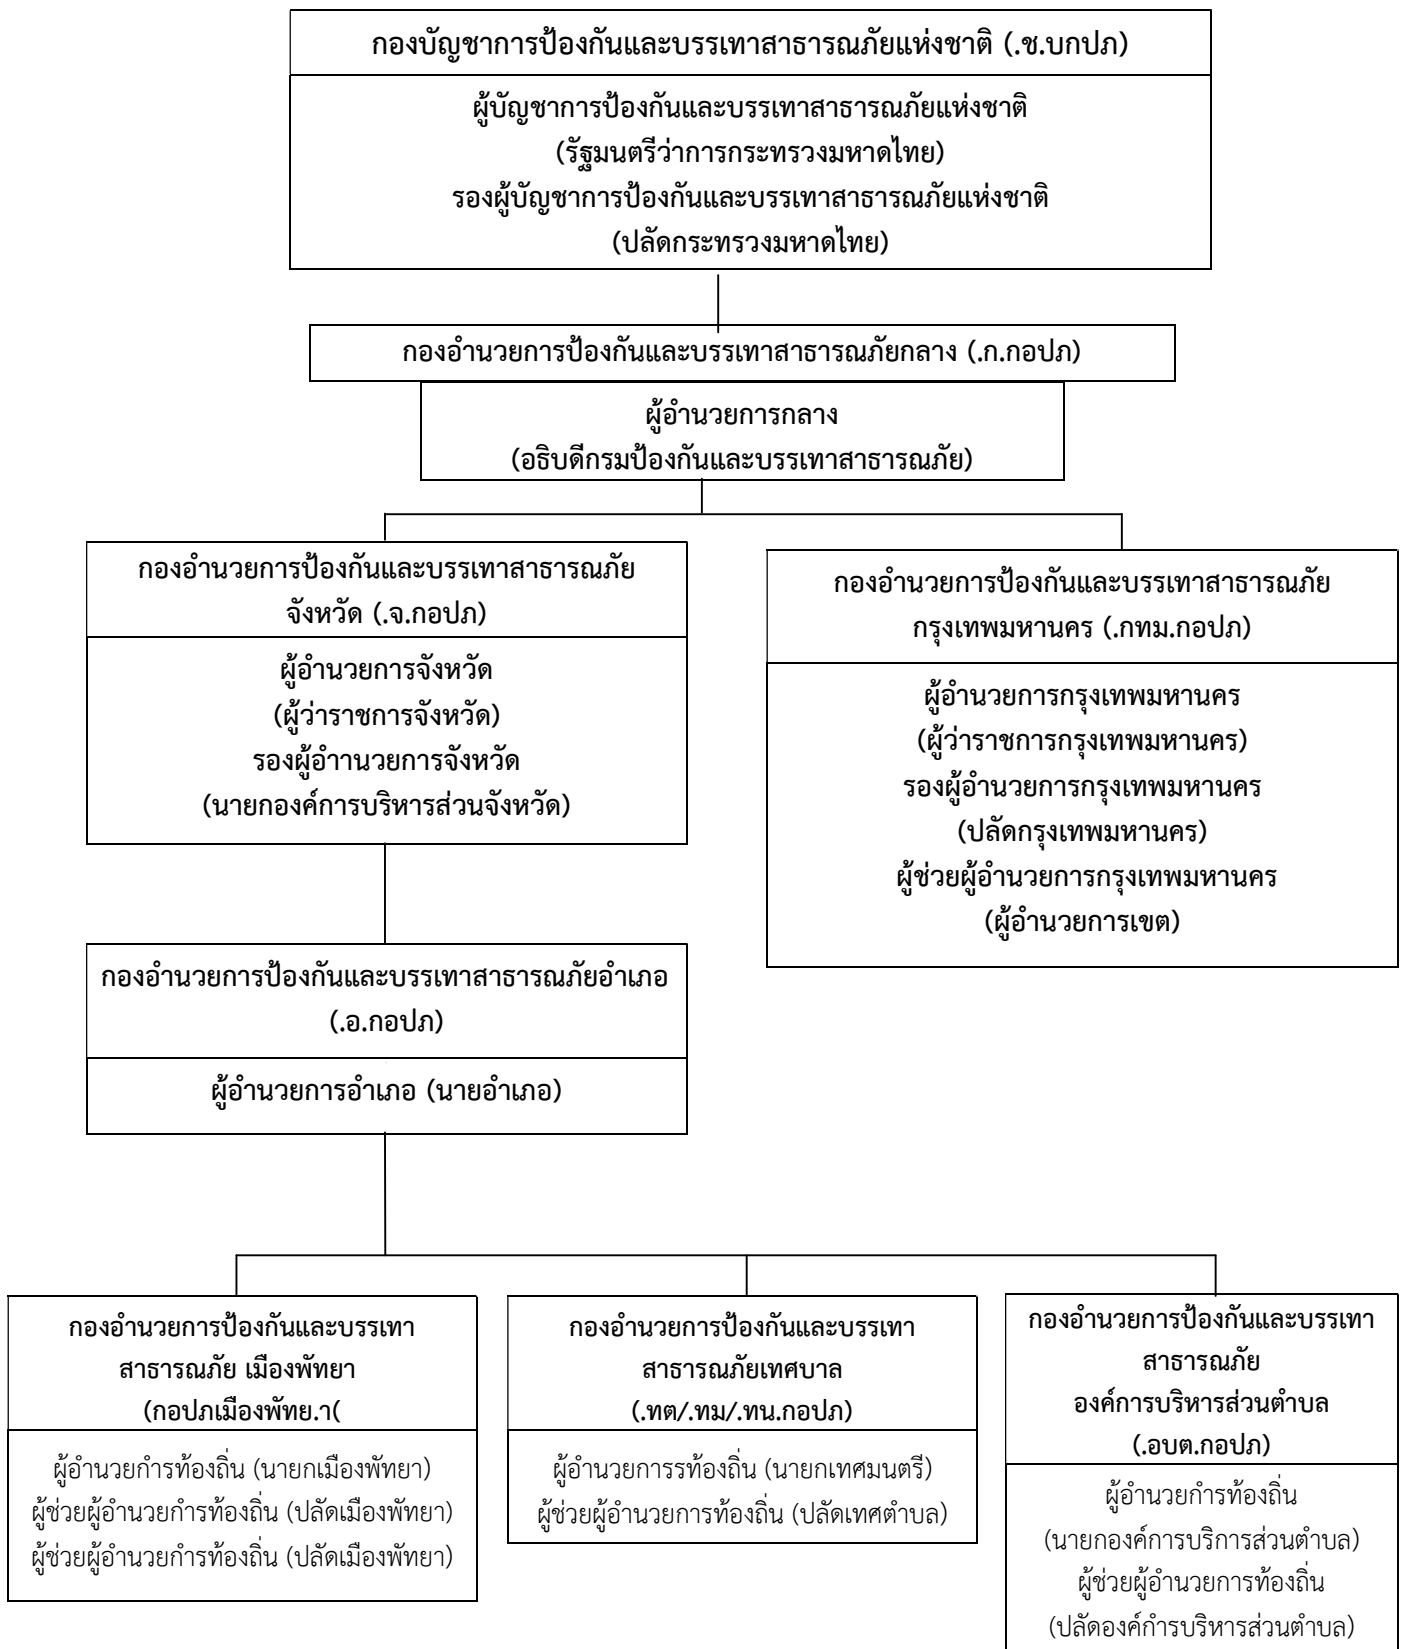 กองบัญชาการป้องกันและบรรเทาสาธารณภัยแห่งชาติ (.ช.บกปภ)
ผู้บัญชาการป้องกันและบรรเทาสาธารณภัยแห่งชาติ
(รัฐมนตรีว่าการกระทรวงมหาดไทย)
รองผู้บัญชาการป้องกันและบรรเทาสาธารณภัยแห่งชาติ
(ปลัดกระทรวงมหาดไทย)
กองอำนวยการป้องกันและบรรเทาสาธารณภัยกลาง (.ก.กอปภ)
ผู้อำนวยการกลาง
(อธิบดีกรมป้องกันและบรรเทาสาธารณภัย)
กองอำนวยการป้องกันและบรรเทาสาธารณภัย
จังหวัด (.จ.กอปภ)
ผู้อำนวยการจังหวัด
(ผู้ว่าราชการจังหวัด)
รองผู้อำานวยการจังหวัด
(นายกองค์การบริหารส่วนจังหวัด)
กองอำนวยการป้องกันและบรรเทาสาธารณภัย
กรุงเทพมหานคร (.กทม.กอปภ)
ผู้อำนวยการกรุงเทพมหานคร
(ผู้ว่าราชการกรุงเทพมหานคร)
รองผู้อำนวยการกรุงเทพมหานคร
(ปลัดกรุงเทพมหานคร)
ผู้ช่วยผู้อำนวยการกรุงเทพมหานคร
(ผู้อำนวยการเขต)
กองอำนวยการป้องกันและบรรเทาสาธารณภัยอำเภอ
(.อ.กอปภ)
ผู้อำนวยการอำเภอ (นายอำเภอ)
กองอำนวยการป้องกันและบรรเทา
สาธารณภัย เมืองพัทยา
(กอปภเมืองพัทย.า(
ผู้อำนวยกำรท้องถิ่น (นายกเมืองพัทยา)
ผู้ช่วยผู้อำนวยกำรท้องถิ่น (ปลัดเมืองพัทยา)
ผู้ช่วยผู้อำนวยกำรท้องถิ่น (ปลัดเมืองพัทยา)
กองอำนวยการป้องกันและบรรเทา
สาธารณภัยเทศบาล
(.ทต/.ทม/.ทน.กอปภ)
ผู้อำนวยการรท้องถิ่น (นายกเทศมนตรี)
ผู้ช่วยผู้อำนวยการท้องถิ่น (ปลัดเทศตำบล)
กองอำนวยการป้องกันและบรรเทา
สาธารณภัย
องค์การบริหารส่วนตำบล
(.อบต.กอปภ)
ผู้อำนวยกำรท้องถิ่น
(นายกองค์การบริการส่วนตำบล)
ผู้ช่วยผู้อำนวยการท้องถิ่น
(ปลัดองค์กำรบริหารส่วนตำบล)